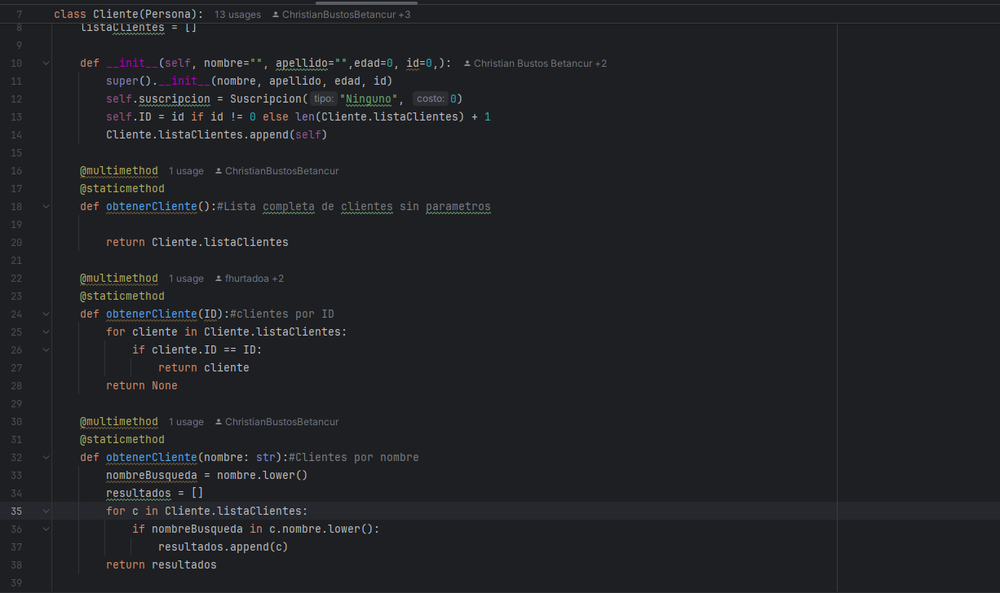 7 class Cliente(Persona): 13 usages ChristianBustosBetancur +3
8 listaClientes = []
9
10 def __init__(self, nombre="", apellido="",edad=0, id=0,): Christian Bustos Betancur +2
11 super().__init__(nombre, apellido, edad, id)
12 self.suscripcion = Suscripcion( tipo: "Ninguno", costo: 0)
13 self.ID = id if id != 0 else len(Cliente.listaClientes) + 1
14 Cliente.listaClientes.append(self)
15
16 @multimethod 1 usage ChristianBustosBetancur
17 @staticmethod
18 def obtenerCliente():#Lista completa de clientes sin parametros
19
20 return Cliente.listaClientes
21
22 @multimethod 1 usage fhurtadoa +2
23 @staticmethod
24 def obtenerCliente(ID):#clientes por ID
25 for cliente in Cliente.listaClientes:
26 if cliente.ID == ID:
27 return cliente
28 return None
29
30 @multimethod 1 usage ChristianBustosBetancur
31 @staticmethod
32 def obtenerCliente(nombre: str):#Clientes por nombre
33 nombreBusqueda = nombre.lower()
34 resultados = []
35 for c in Cliente.listaClientes:
36 if nombreBusqueda in c.nombre.lower():
37 resultados.append(c)
38 return resultados
39